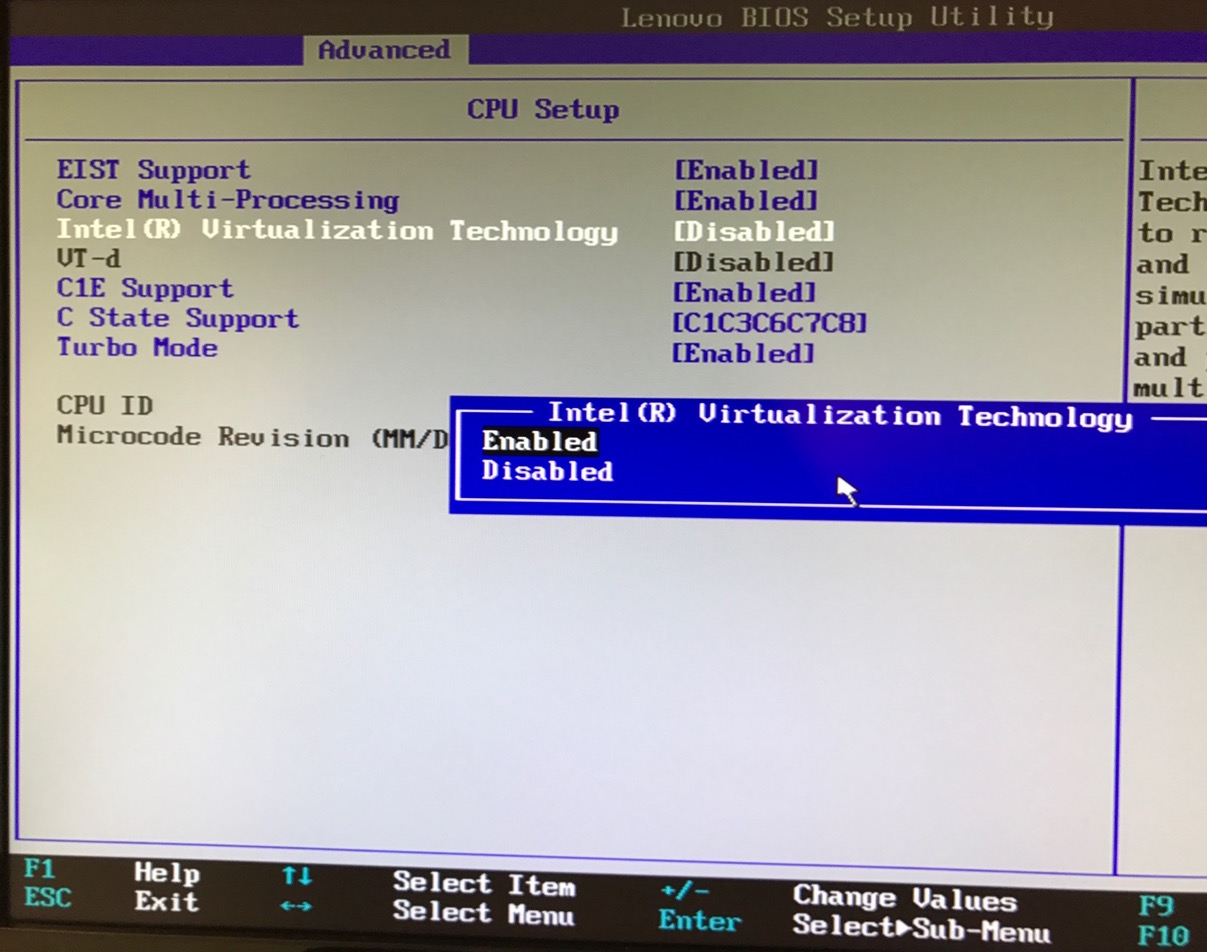 Lenovo BIOS Setup Utility
Advanced
CPU Setup
EIST Support [Enabled]
Core Multi-Processing [Enabled]
Intel(R) Virtualization Technology [Disabled]
VT-d [Disabled]
C1E Support [Enabled]
C State Support [C1C3C6C7C8]
Turbo Mode [Enabled]
CPU ID
Microcode Revision (MM/D
Inte
Tech
to r
and
simu
part
and
mult
Intel(R) Virtualization Technology
Enabled
Disabled
F1 Help ↑↓ Select Item +/- Change Values F9
ESC Exit ←→ Select Menu Enter Select▶Sub-Menu F10